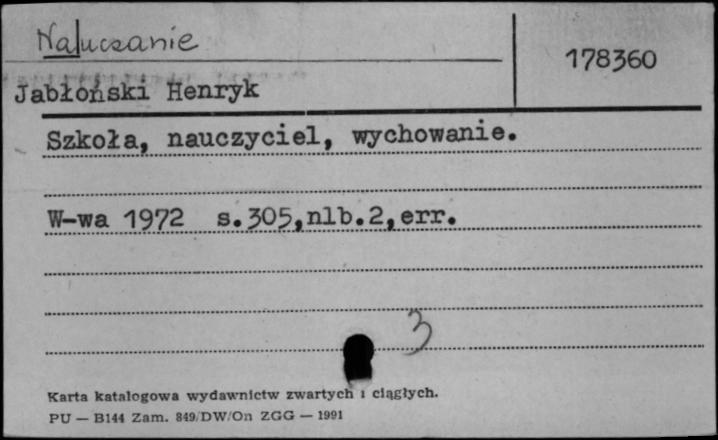 Nauczanie
178360
Jabłoński Henryk
Szkoła, nauczyciel, wychowanie.
W-wa 1972 s.305,nlb.2,err.
3
Karta katalogowa wydawnictw zwartych i ciągłych.
PU — B144 Zam. 849/DW/On ZGG — 1991